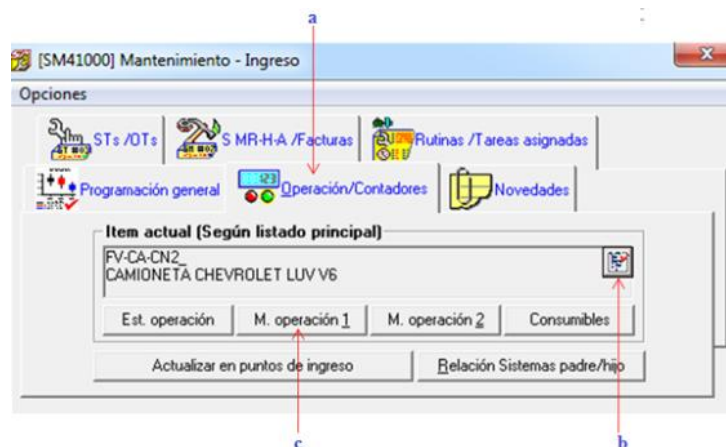 a
[SM41000] Mantenimiento - Ingreso
Opciones
STs /OTs S MR-H-A /Facturas Rutinas /Tareas asignadas
Programación general Operación/Contadores Novedades
Item actual (Según listado principal)
FV-CA-CN2_
CAMIONETA CHEVROLET LUV V6
Est. operación M. operación 1 M. operación 2 Consumibles
Actualizar en puntos de ingreso Relación Sistemas padre/hijo
c b